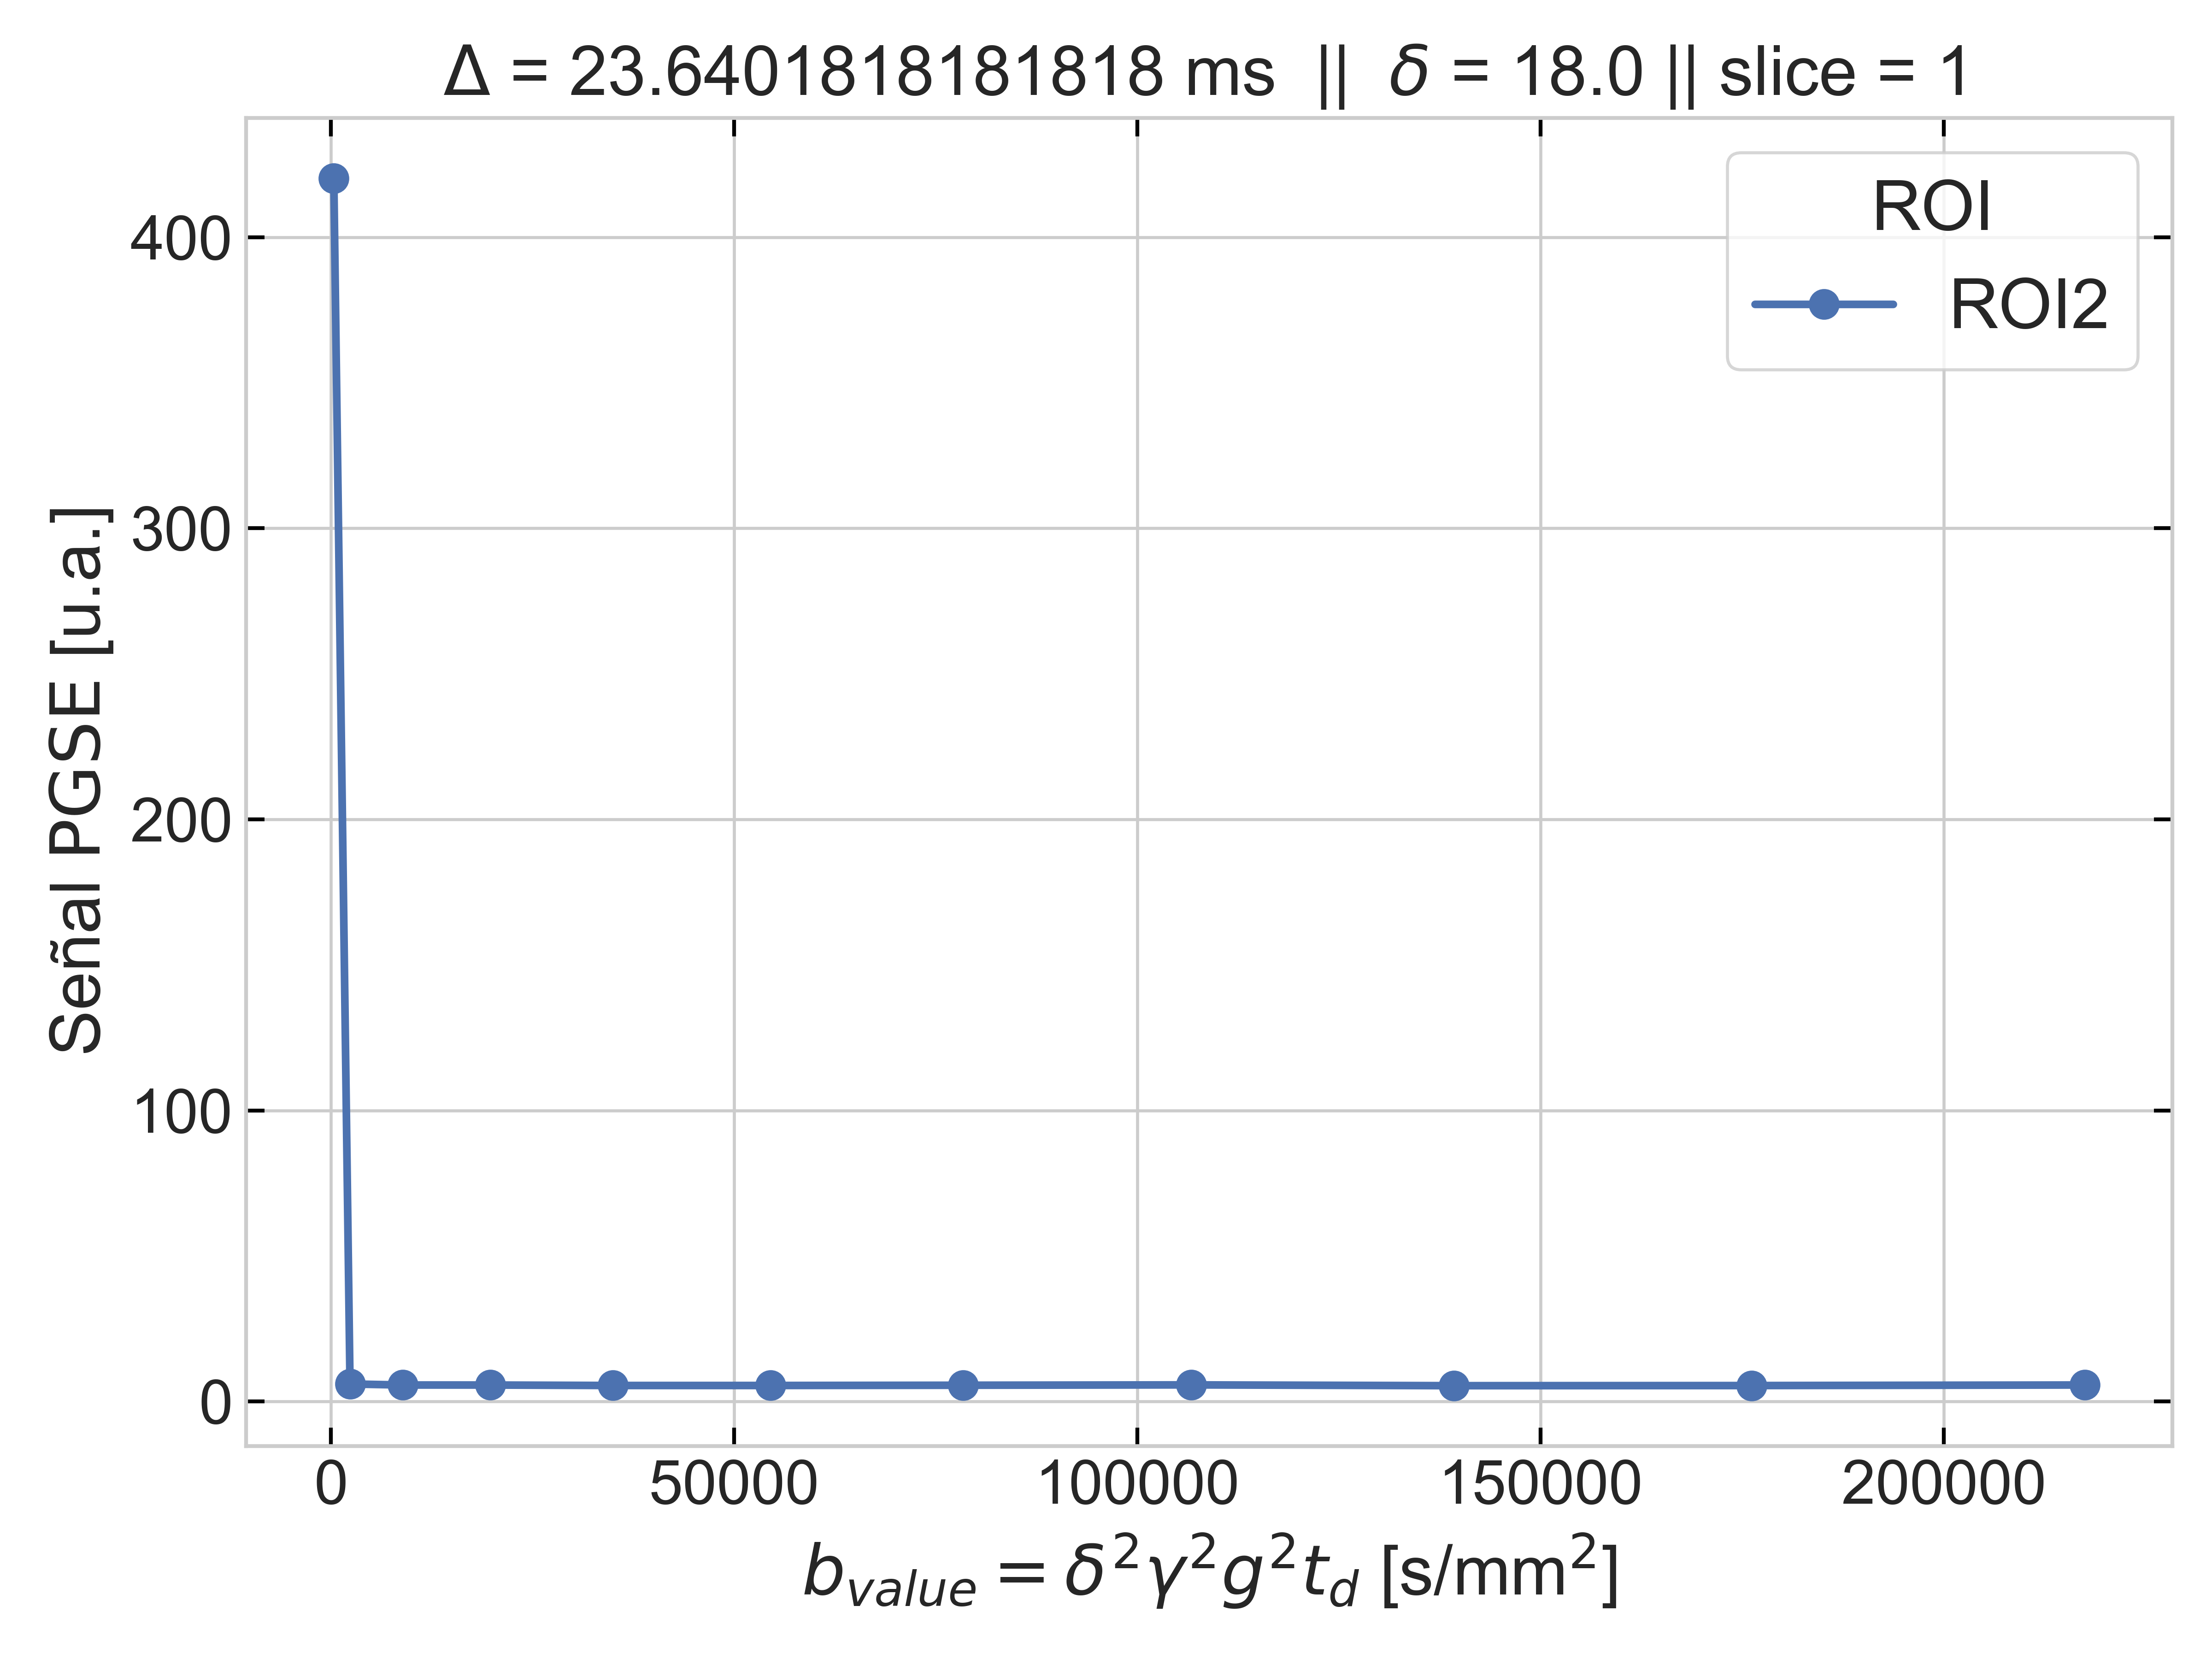 Δ = 23.640181818181818 ms || δ = 18.0 || slice = 1
ROI
ROI2
Señal PGSE [u.a.]
400
300
200
100
0
0 50000 100000 150000 200000
b_value = δ²γ²g²t_d [s/mm²]